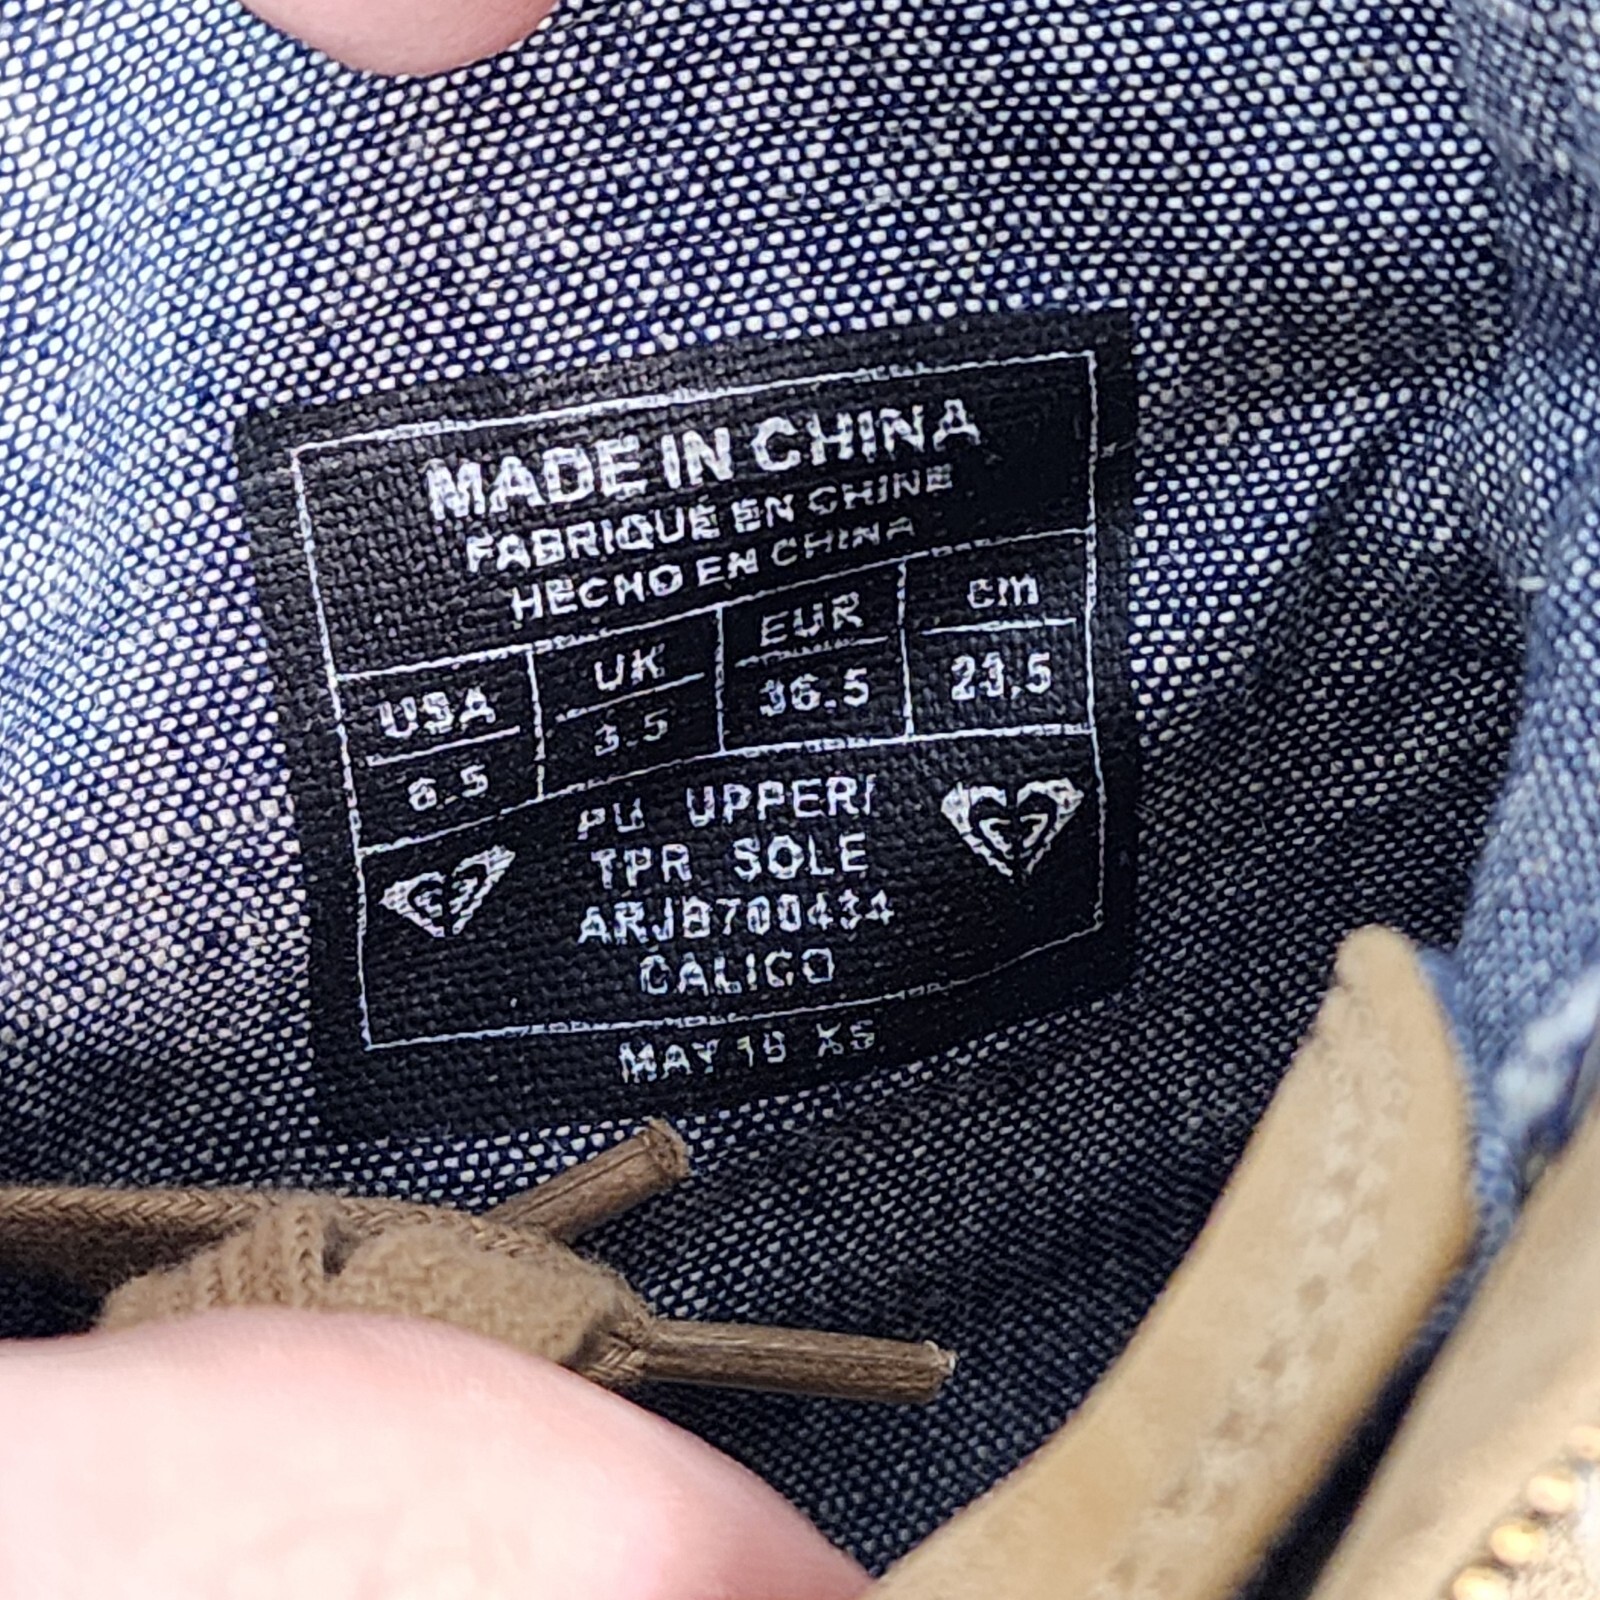 MADE IN CHINA
FABRIQUÉ EN CHINE
HECHO EN CHINA
USA UK EUR cm
6.5 3.5 36.5 23.5
PU UPPER/
TPR SOLE
ARJB700434
CALICO
MAY 15 XS